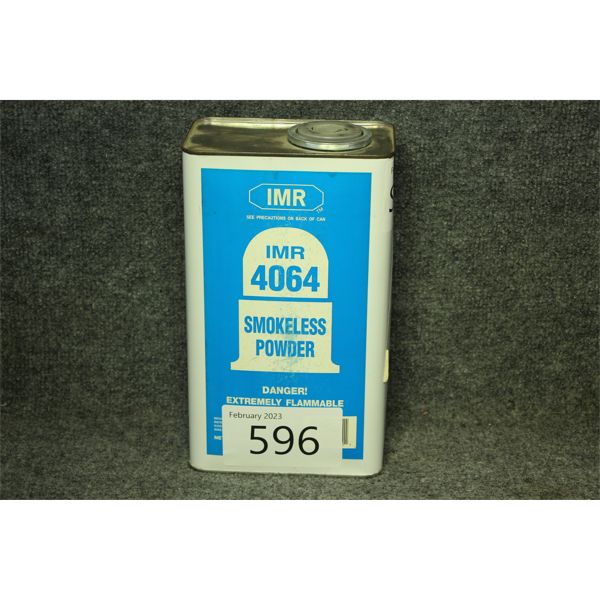 IMR
SEE PRECAUTIONS ON BACK OF CAN
IMR
4064
SMOKELESS
POWDER
DANGER!
EXTREMELY FLAMMABLE
February 2023
596